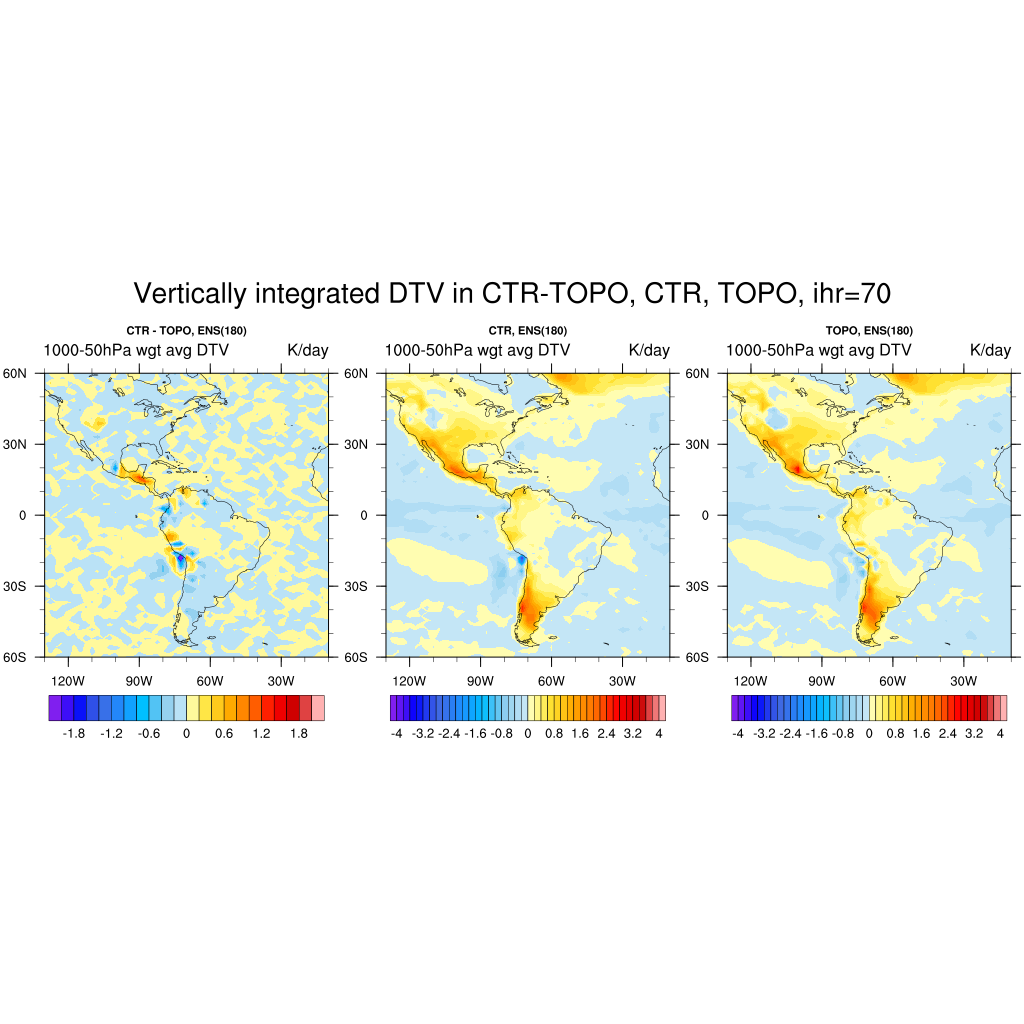 Vertically integrated DTV in CTR-TOPO, CTR, TOPO, ihr=70
CTR - TOPO, ENS(180)
1000-50hPa wgt avg DTV K/day
60N
30N
0
30S
60S
120W 90W 60W 30W
-1.8 -1.2 -0.6 0 0.6 1.2 1.8
CTR, ENS(180)
1000-50hPa wgt avg DTV K/day
60N
30N
0
30S
60S
120W 90W 60W 30W
-4 -3.2 -2.4 -1.6 -0.8 0 0.8 1.6 2.4 3.2 4
TOPO, ENS(180)
1000-50hPa wgt avg DTV K/day
60N
30N
0
30S
60S
120W 90W 60W 30W
-4 -3.2 -2.4 -1.6 -0.8 0 0.8 1.6 2.4 3.2 4